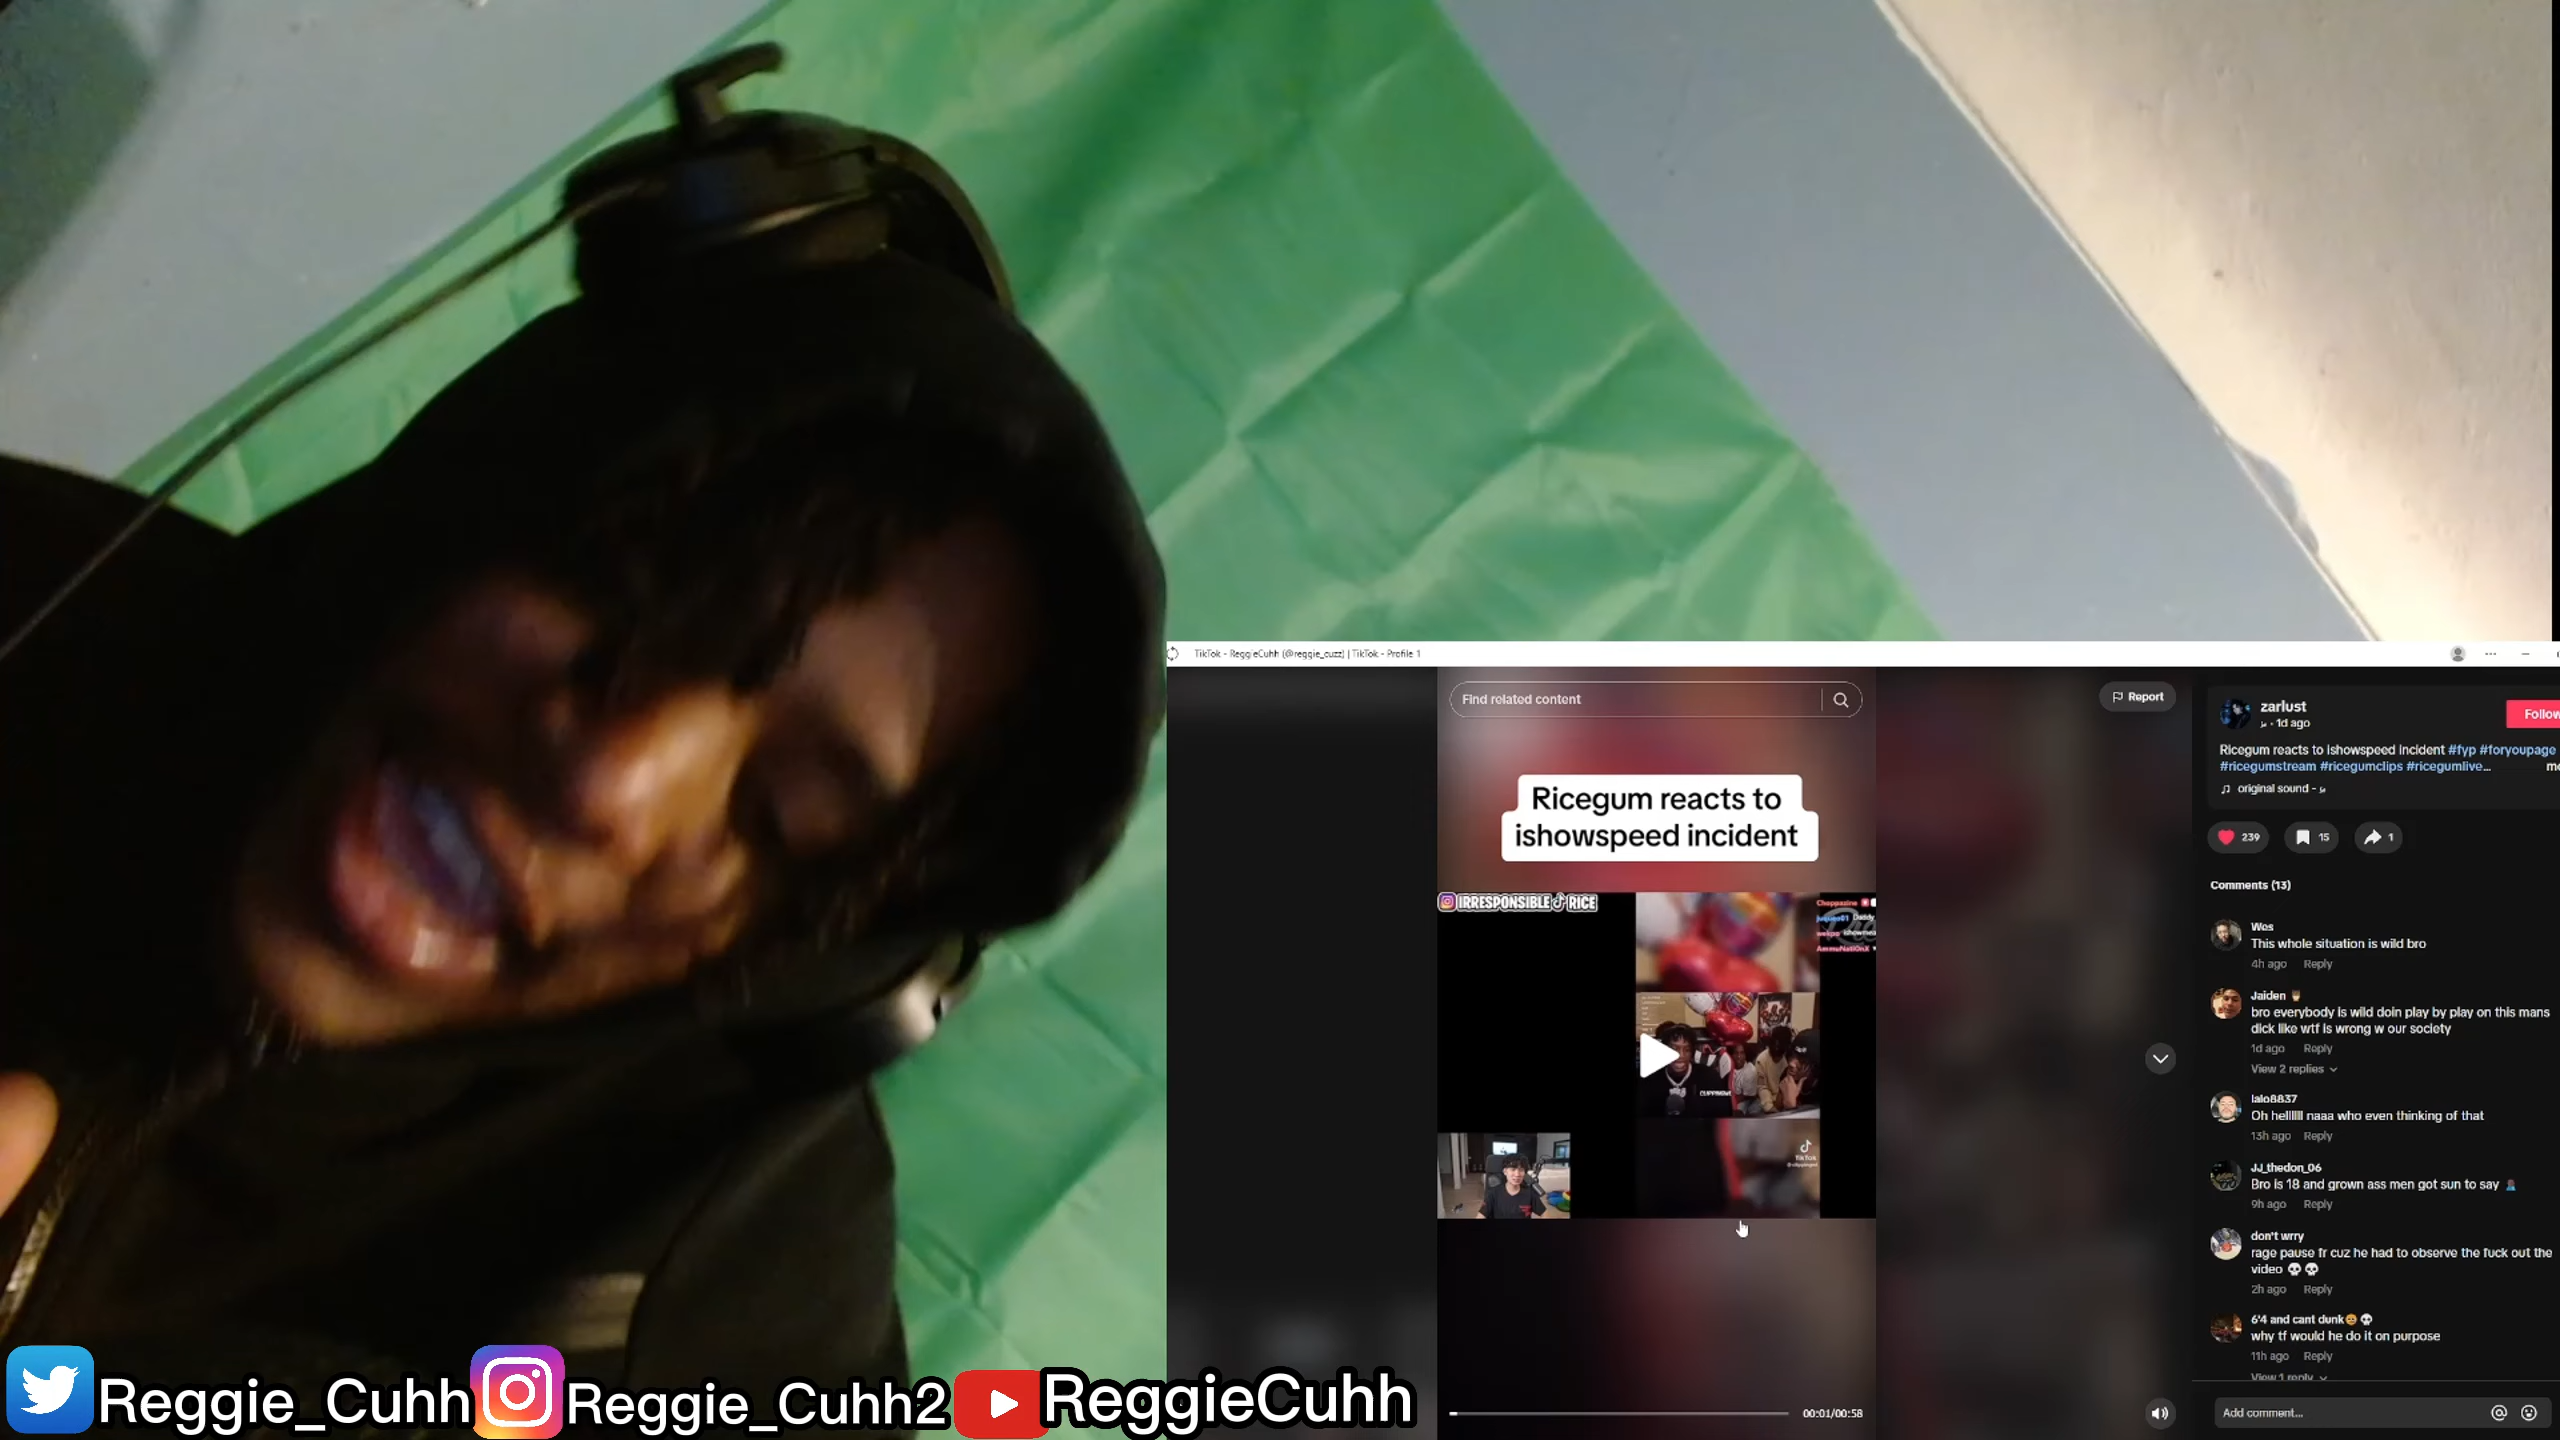 TikTok - ReggieCuhh (@reggie_cuzz) | TikTok - Profile 1
Find related content
Report
Ricegum reacts to
ishowspeed incident
IRRESPONSIBLE RICE
TikTok
zarlust
1d ago
Follow
Ricegum reacts to ishowspeed incident #fyp #foryoupage
#ricegumstream #ricegumclips #ricegumlive...
original sound -
239
15
1
Comments (13)
Wes
This whole situation is wild bro
4h ago Reply
Jaiden
bro everybody is wild doin play by play on this mans
dick like wtf is wrong w our society
1d ago Reply
View 2 replies
lalo8837
Oh hellllll naaa who even thinking of that
13h ago Reply
JJ_thedon_06
Bro is 18 and grown ass men got sun to say
9h ago Reply
don't wrry
rage pause fr cuz he had to observe the fuck out the
video 💀💀
2h ago Reply
6'4 and cant dunk
why tf would he do it on purpose
11h ago Reply
View 1 reply
Add comment...
00:01/00:58
Reggie_Cuhh
Reggie_Cuhh2
ReggieCuhh